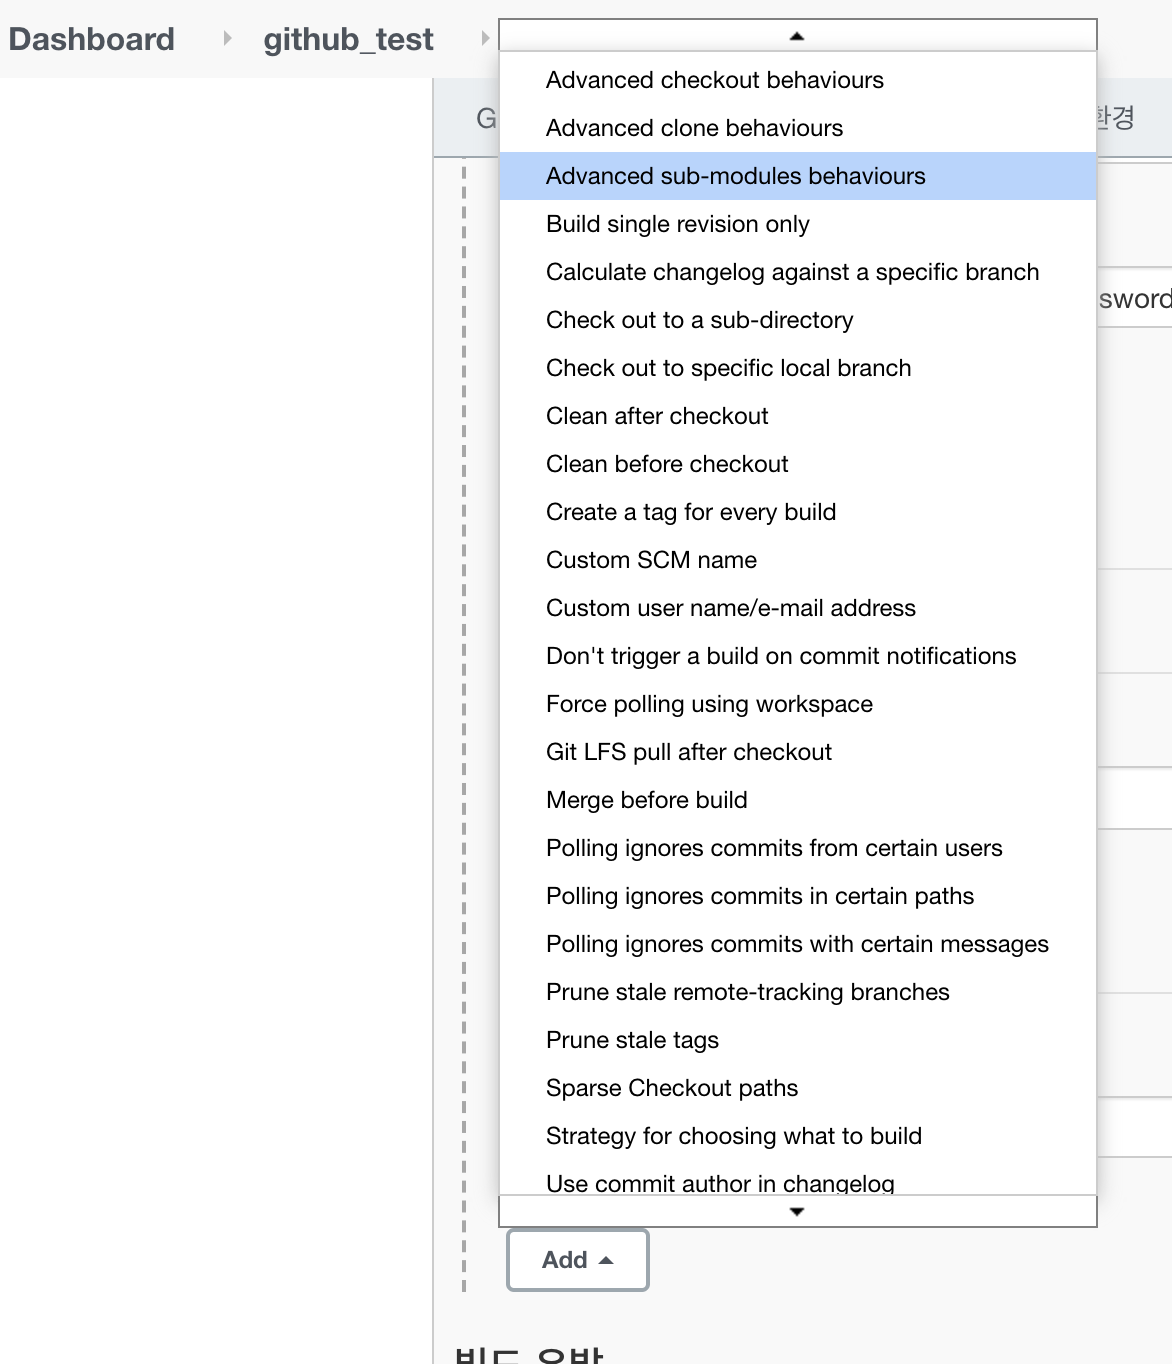 Dashboard github_test
Advanced checkout behaviours
G 환경
Advanced clone behaviours
Advanced sub-modules behaviours
Build single revision only
Calculate changelog against a specific branch
sword
Check out to a sub-directory
Check out to specific local branch
Clean after checkout
Clean before checkout
Create a tag for every build
Custom SCM name
Custom user name/e-mail address
Don't trigger a build on commit notifications
Force polling using workspace
Git LFS pull after checkout
Merge before build
Polling ignores commits from certain users
Polling ignores commits in certain paths
Polling ignores commits with certain messages
Prune stale remote-tracking branches
Prune stale tags
Sparse Checkout paths
Strategy for choosing what to build
Use commit author in changelog
Add
빌드 유발